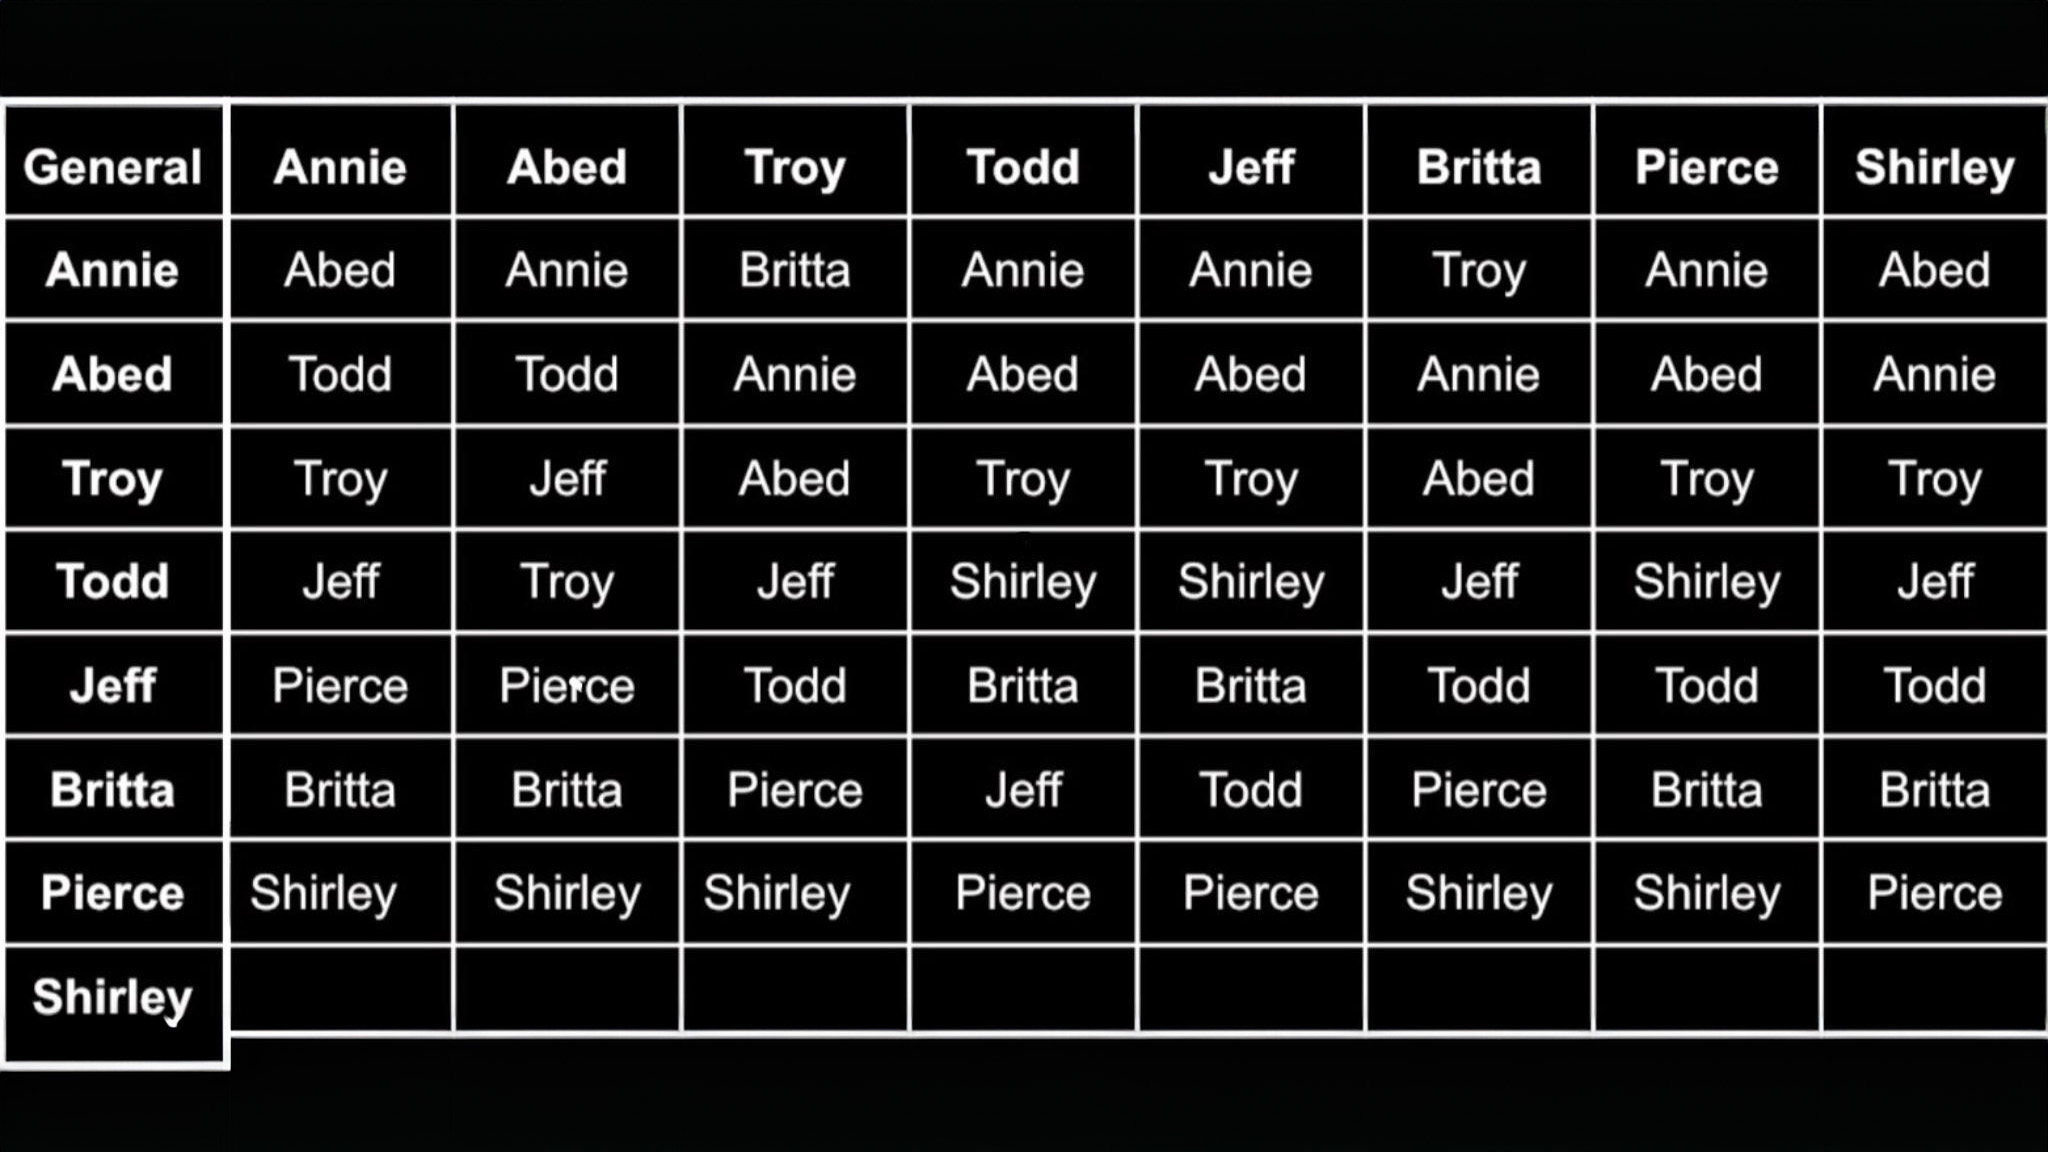 General Annie Abed Troy Todd Jeff Britta Pierce Shirley
Annie Abed Annie Britta Annie Annie Troy Annie Abed
Abed Todd Todd Annie Abed Abed Annie Abed Annie
Troy Troy Jeff Abed Troy Troy Abed Troy Troy
Todd Jeff Troy Jeff Shirley Shirley Jeff Shirley Jeff
Jeff Pierce Pierce Todd Britta Britta Todd Todd Todd
Britta Britta Britta Pierce Jeff Todd Pierce Britta Britta
Pierce Shirley Shirley Shirley Pierce Pierce Shirley Shirley Pierce
Shirley